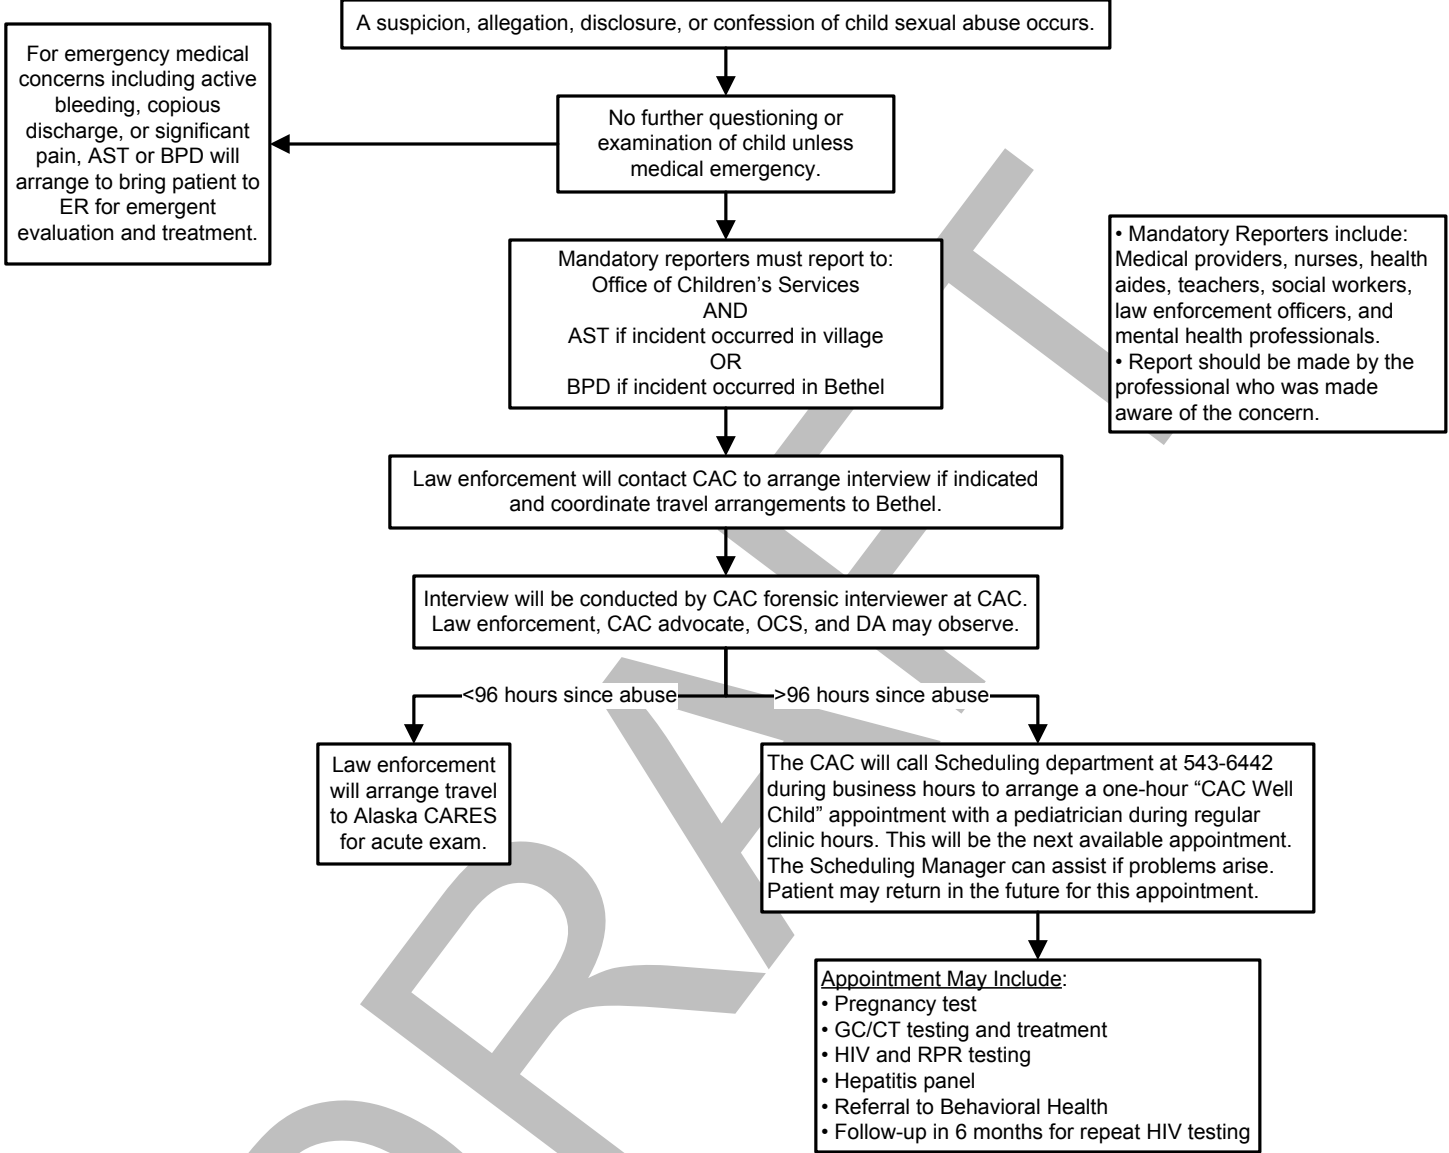 A suspicion, allegation, disclosure, or confession of child sexual abuse occurs.
For emergency medical
concerns including active
bleeding, copious
discharge, or significant
pain, AST or BPD will
arrange to bring patient to
ER for emergent
evaluation and treatment.
No further questioning or
examination of child unless
medical emergency.
Mandatory reporters must report to:
Office of Children’s Services
AND
AST if incident occurred in village
OR
BPD if incident occurred in Bethel
• Mandatory Reporters include:
Medical providers, nurses, health
aides, teachers, social workers,
law enforcement officers, and
mental health professionals.
• Report should be made by the
professional who was made
aware of the concern.
Law enforcement will contact CAC to arrange interview if indicated
and coordinate travel arrangements to Bethel.
Interview will be conducted by CAC forensic interviewer at CAC.
Law enforcement, CAC advocate, OCS, and DA may observe.
<96 hours since abuse
>96 hours since abuse
Law enforcement
will arrange travel
to Alaska CARES
for acute exam.
The CAC will call Scheduling department at 543-6442
during business hours to arrange a one-hour “CAC Well
Child” appointment with a pediatrician during regular
clinic hours. This will be the next available appointment.
The Scheduling Manager can assist if problems arise.
Patient may return in the future for this appointment.
Appointment May Include:
• Pregnancy test
• GC/CT testing and treatment
• HIV and RPR testing
• Hepatitis panel
• Referral to Behavioral Health
• Follow-up in 6 months for repeat HIV testing
DRAFT